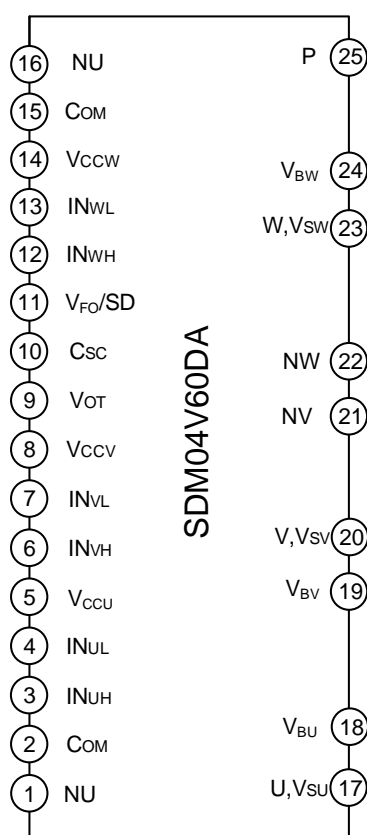 16 NU
15 COM
14 VCCW
13 INWL
12 INWH
11 VFO/SD
10 CSC
9 VOT
8 VCCV
7 INVL
6 INVH
5 VCCU
4 INUL
3 INUH
2 COM
1 NU
SDM04V60DA
P 25
VBW 24
W,VSW 23
NW 22
NV 21
V,VSV 20
VBV 19
VBU 18
U,VSU 17